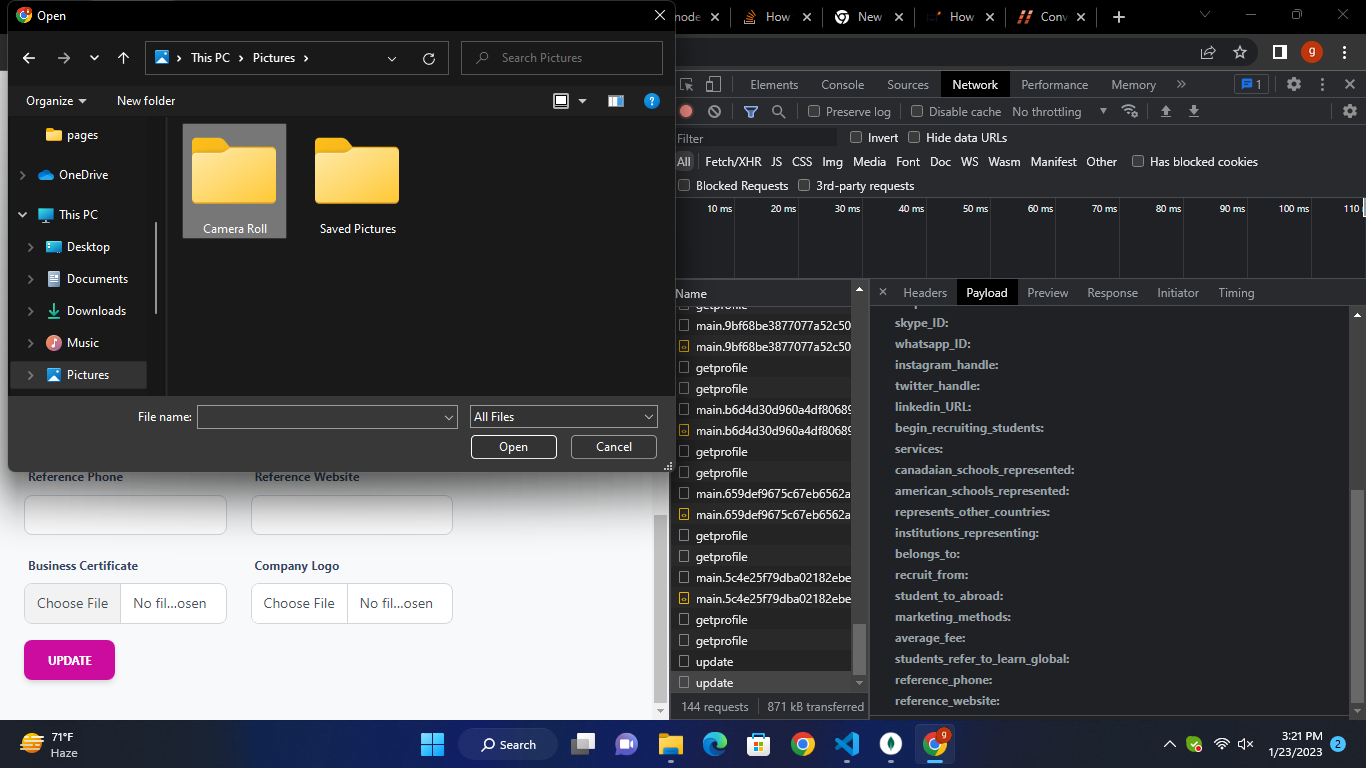 Open
node
How
New
How
Conv
This PC
Pictures
Search Pictures
g
Organize
New folder
pages
OneDrive
This PC
Desktop
Documents
Downloads
Music
Pictures
Camera Roll
Saved Pictures
File name:
All Files
Open
Cancel
Elements
Console
Sources
Network
Performance
Memory
1
Preserve log
Disable cache
No throttling
Filter
Invert
Hide data URLs
All
Fetch/XHR
JS
CSS
Img
Media
Font
Doc
WS
Wasm
Manifest
Other
Has blocked cookies
Blocked Requests
3rd-party requests
10 ms
20 ms
30 ms
40 ms
50 ms
60 ms
70 ms
80 ms
90 ms
100 ms
110
Name
getprofile
main.9bf68be3877077a52c50
main.9bf68be3877077a52c50
getprofile
getprofile
main.b6d4d30d960a4df80689
main.b6d4d30d960a4df80689
getprofile
getprofile
main.659def9675c67eb6562a
main.659def9675c67eb6562a
getprofile
getprofile
main.5c4e25f79dba02182ebe
main.5c4e25f79dba02182ebe
getprofile
getprofile
update
update
144 requests
871 kB transferred
Headers
Payload
Preview
Response
Initiator
Timing
skype_ID:
whatsapp_ID:
instagram_handle:
twitter_handle:
linkedin_URL:
begin_recruiting_students:
services:
canadaian_schools_represented:
american_schools_represented:
represents_other_countries:
institutions_representing:
belongs_to:
recruit_from:
student_to_abroad:
marketing_methods:
average_fee:
students_refer_to_learn_global:
reference_phone:
reference_website:
Reference Phone
Reference Website
Business Certificate
Company Logo
Choose File
No fil...osen
Choose File
No fil...osen
UPDATE
71°F
Haze
Search
9
3:21 PM
1/23/2023
2